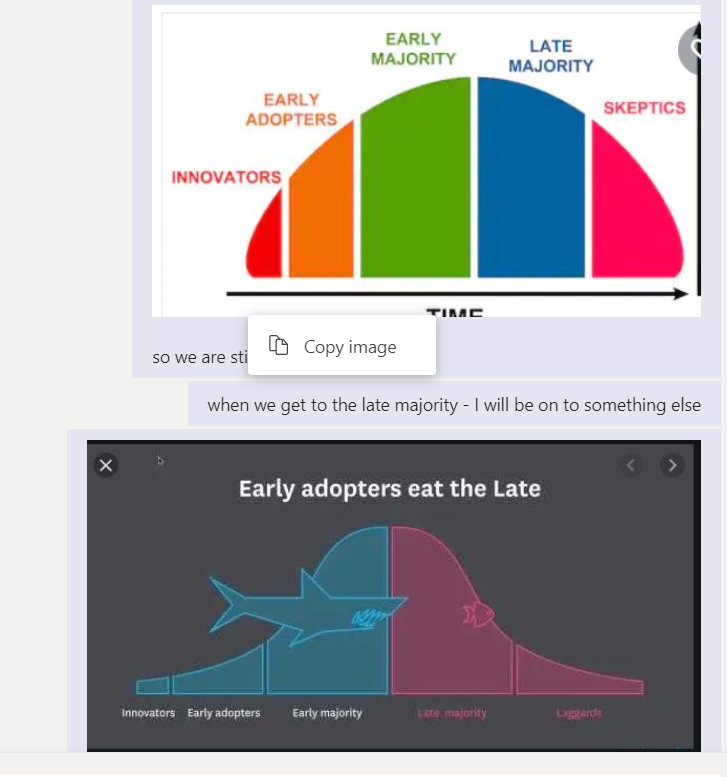 EARLY
MAJORITY
LATE
MAJORITY
EARLY
ADOPTERS
SKEPTICS
INNOVATORS
TIME
Copy image
so we are sti
when we get to the late majority - I will be on to something else
Early adopters eat the Late
Innovators Early adopters Early majority Late majority Laggards